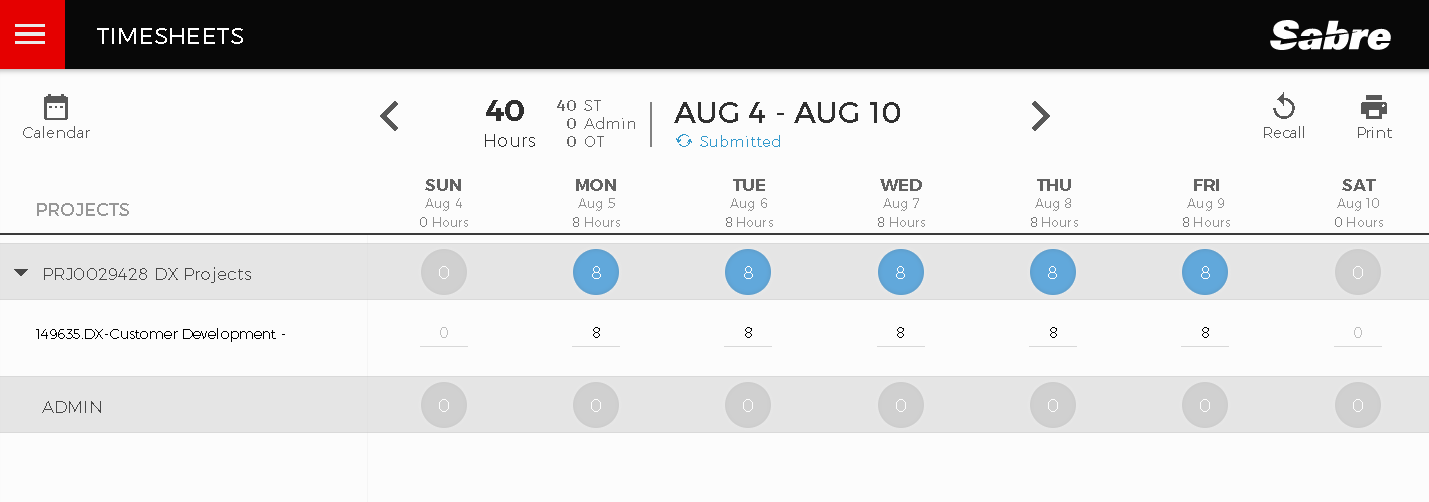 TIMESHEETS
Sabre
Calendar
40
Hours
40 ST
0 Admin
0 OT
AUG 4 - AUG 10
Submitted
Recall
Print
PROJECTS
SUN MON TUE WED THU FRI SAT
Aug 4 Aug 5 Aug 6 Aug 7 Aug 8 Aug 9 Aug 10
0 Hours 8 Hours 8 Hours 8 Hours 8 Hours 8 Hours 0 Hours
PRJ0029428 DX Projects 0 8 8 8 8 8 0
149635.DX-Customer Development - 0 8 8 8 8 8 0
ADMIN 0 0 0 0 0 0 0